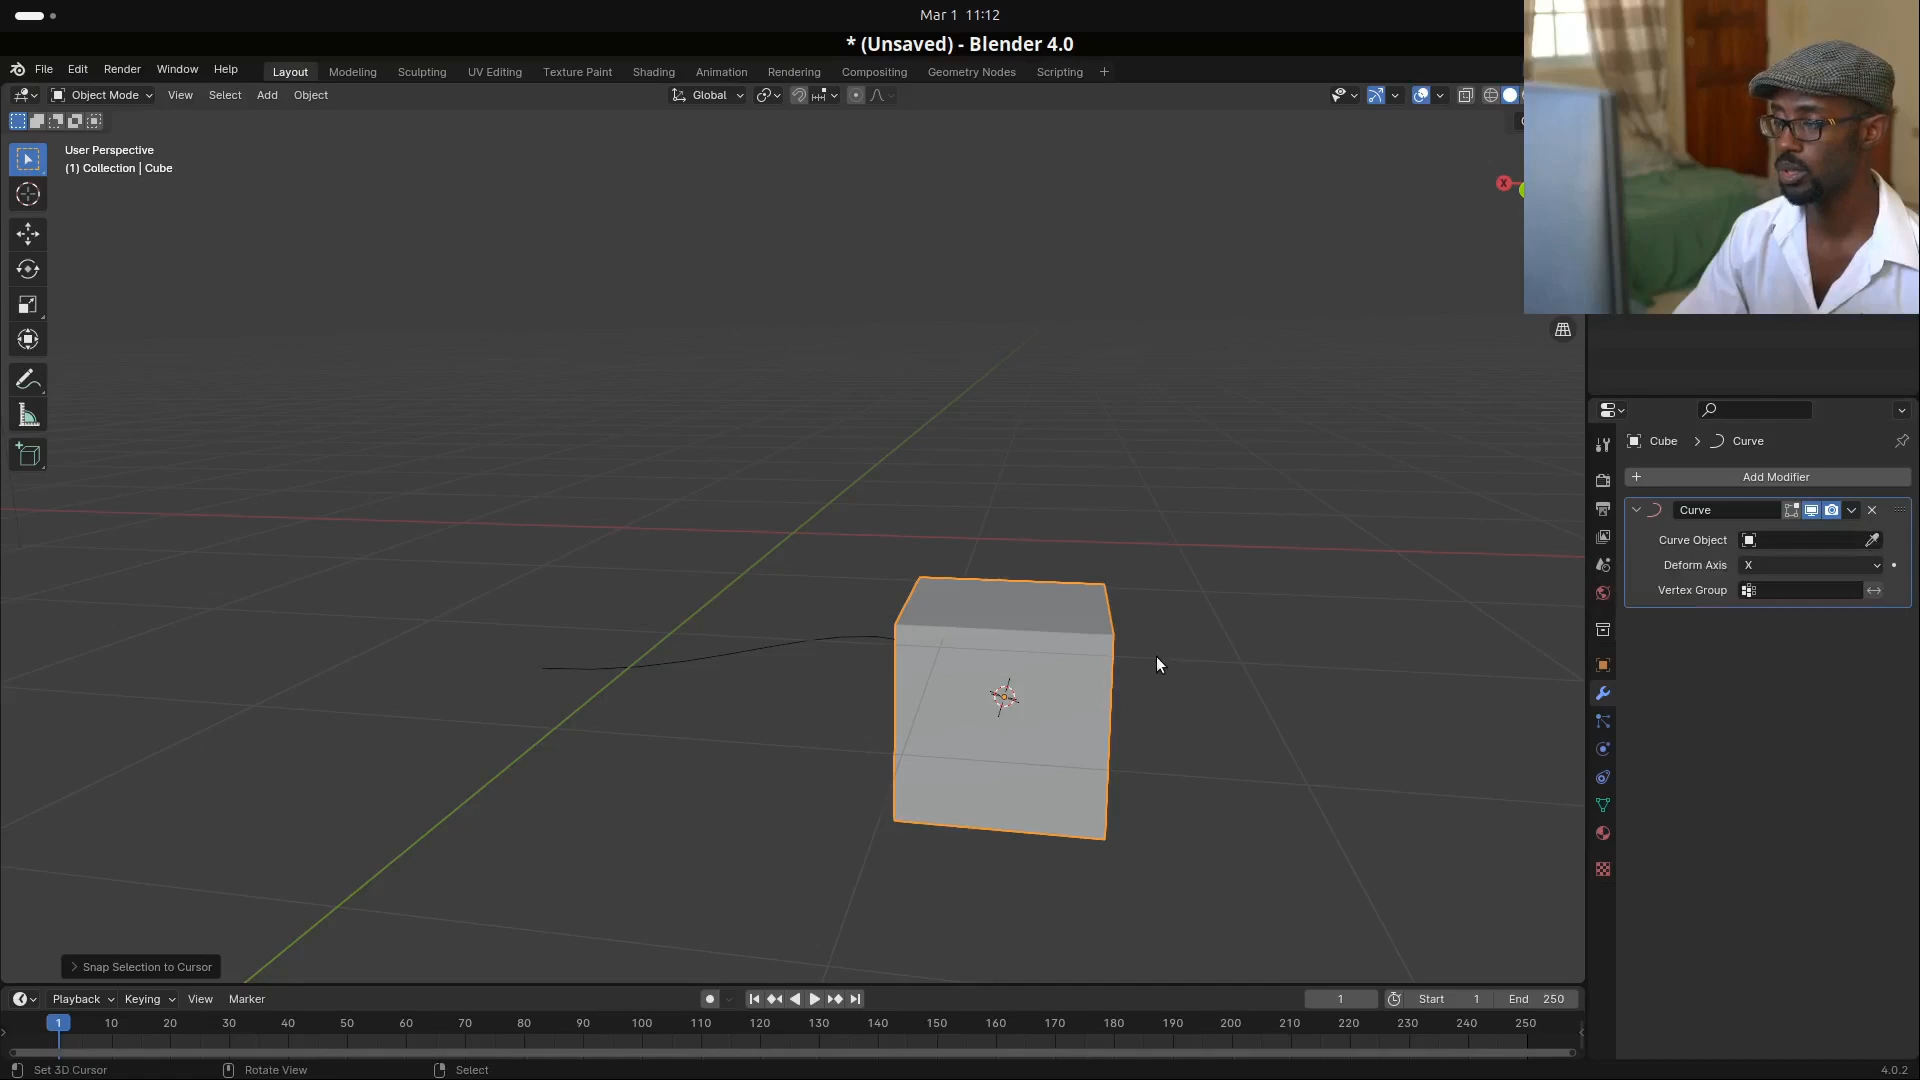 Mar 1 11:12
* (Unsaved) - Blender 4.0
File Edit Render Window Help Layout Modeling Sculpting UV Editing Texture Paint Shading Animation Rendering Compositing Geometry Nodes Scripting +
Object Mode View Select Add Object Global
User Perspective
(1) Collection | Cube
X
Cube > Curve
+ Add Modifier
Curve
Curve Object
Deform Axis X
Vertex Group
> Snap Selection to Cursor
Playback Keying View Marker 1 Start 1 End 250
1 10 20 30 40 50 60 70 80 90 100 110 120 130 140 150 160 170 180 190 200 210 220 230 240 250
Set 3D Cursor Rotate View Select 4.0.2